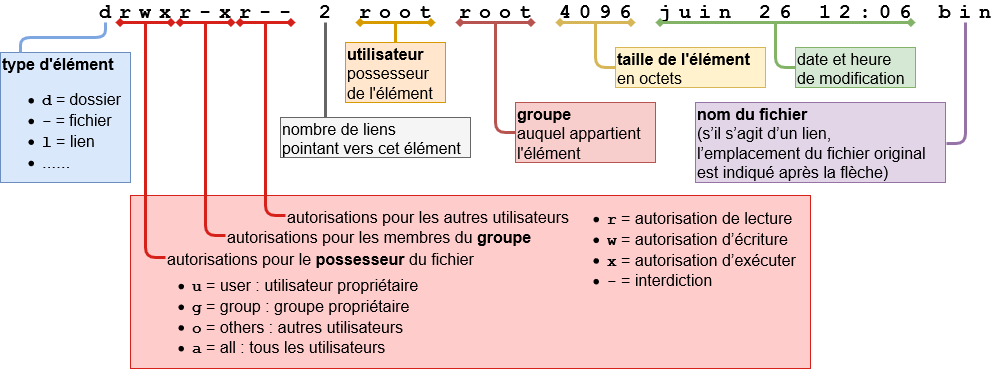 drwxr-xr-- 2 root root 4096 juin 26 12:06 bin
type d'élément
• d = dossier
• - = fichier
• l = lien
• ......
nombre de liens
pointant vers cet élément
utilisateur
possesseur
de l'élément
groupe
auquel appartient
l'élément
taille de l'élément
en octets
date et heure
de modification
nom du fichier
(s'il s'agit d'un lien,
l’emplacement du fichier original
est indiqué après la flèche)
autorisations pour les autres utilisateurs
autorisations pour les membres du groupe
autorisations pour le possesseur du fichier
• u = user : utilisateur propriétaire
• g = group : groupe propriétaire
• o = others : autres utilisateurs
• a = all : tous les utilisateurs
• r = autorisation de lecture
• w = autorisation d’écriture
• x = autorisation d’exécuter
• - = interdiction